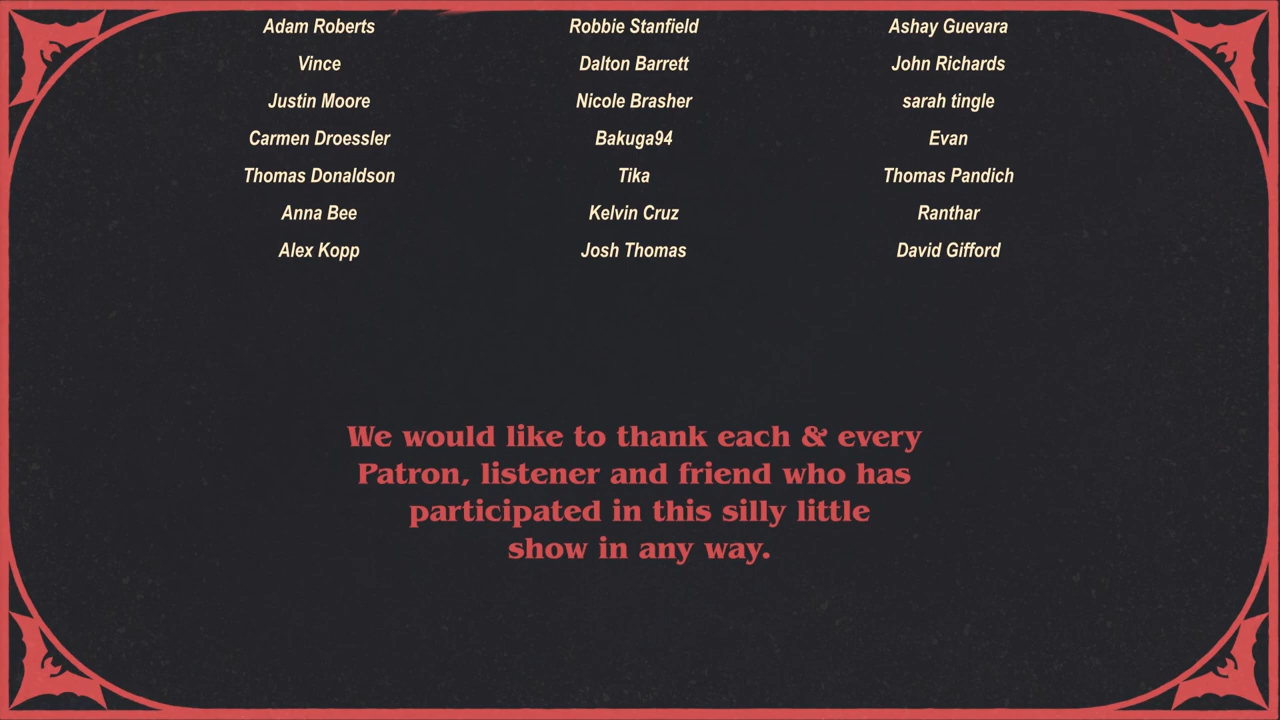 Adam Roberts Robbie Stanfield Ashay Guevara
Vince Dalton Barrett John Richards
Justin Moore Nicole Brasher sarah tingle
Carmen Droessler Bakuga94 Evan
Thomas Donaldson Tika Thomas Pandich
Anna Bee Kelvin Cruz Ranthar
Alex Kopp Josh Thomas David Gifford
We would like to thank each & every
Patron, listener and friend who has
participated in this silly little
show in any way.